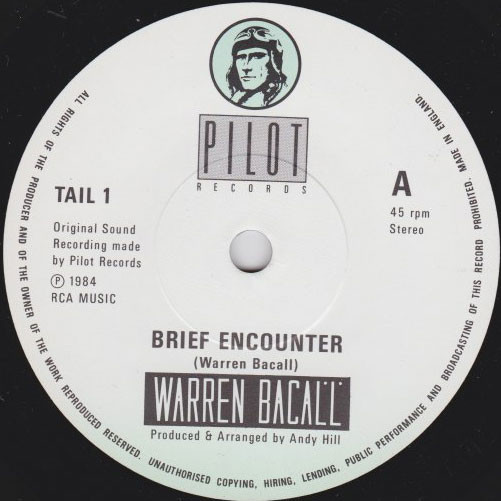 PILOT
RECORDS
TAIL 1
A
45 rpm
Stereo
Original Sound
Recording made
by Pilot Records
Ⓟ 1984
RCA MUSIC
BRIEF ENCOUNTER
(Warren Bacall)
WARREN BACALL
Produced & Arranged by Andy Hill
ALL RIGHTS OF THE PRODUCER AND OF THE OWNER OF THE WORK REPRODUCED RESERVED. UNAUTHORISED COPYING, HIRING, LENDING, PUBLIC PERFORMANCE AND BROADCASTING OF THIS RECORD PROHIBITED. MADE IN ENGLAND.